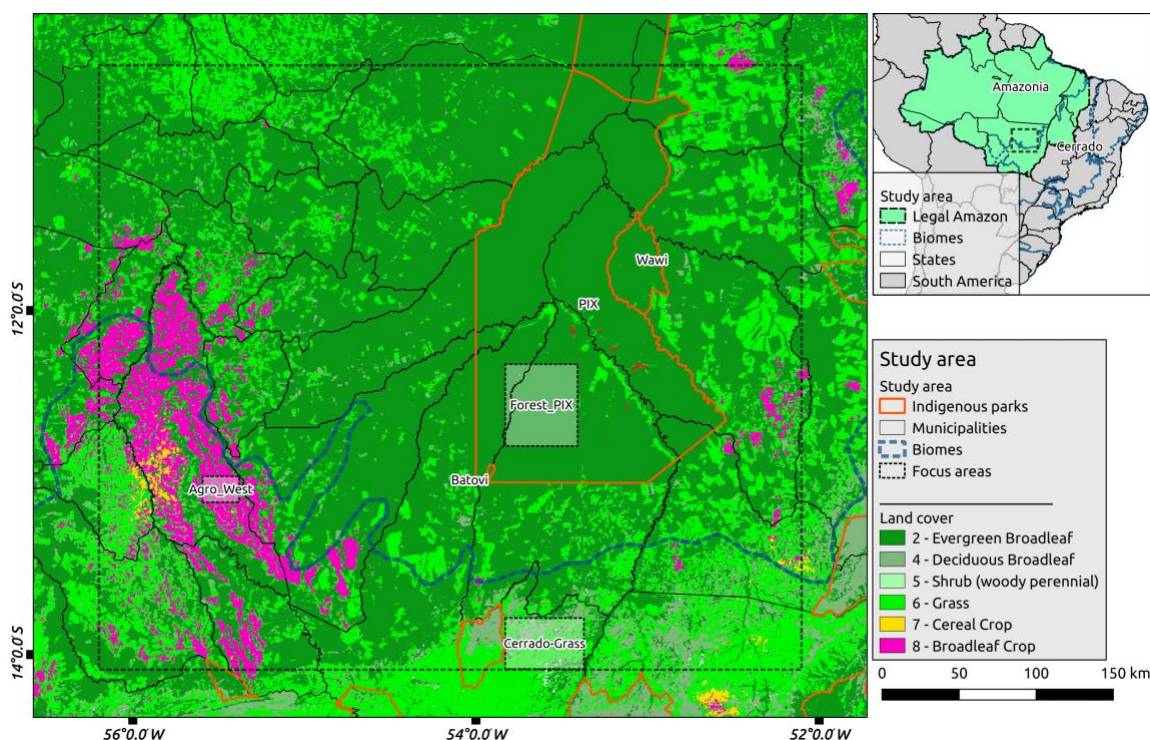 Amazonia
Cerrado
Study area
Legal Amazon
Biomes
States
South America
Wawi
PIX
Forest_PIX
Batovi
Agro_West
Cerrado-Grass
12°0.0'S
14°0.0'S
56°0.0'W
54°0.0'W
52°0.0'W
Study area
Study area
Indigenous parks
Municipalities
Biomes
Focus areas
Land cover
2 - Evergreen Broadleaf
4 - Deciduous Broadleaf
5 - Shrub (woody perennial)
6 - Grass
7 - Cereal Crop
8 - Broadleaf Crop
0 50 100 150 km